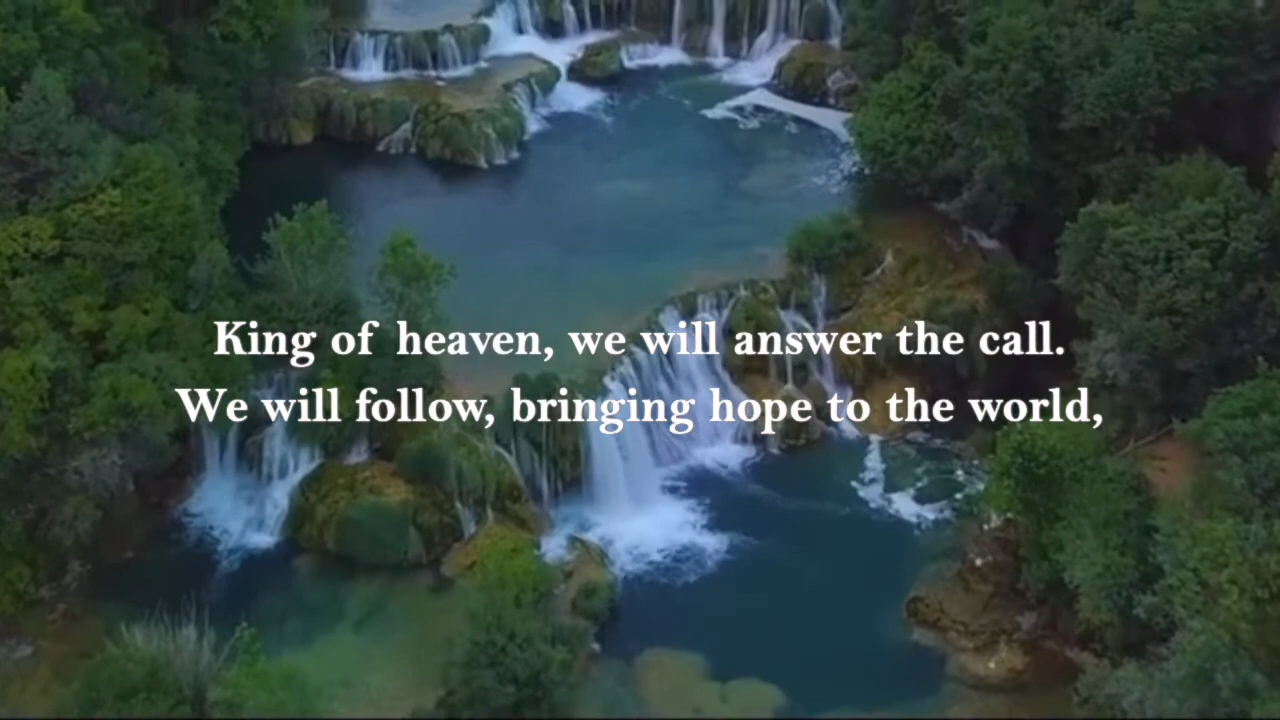 King of heaven, we will answer the call.
We will follow, bringing hope to the world,